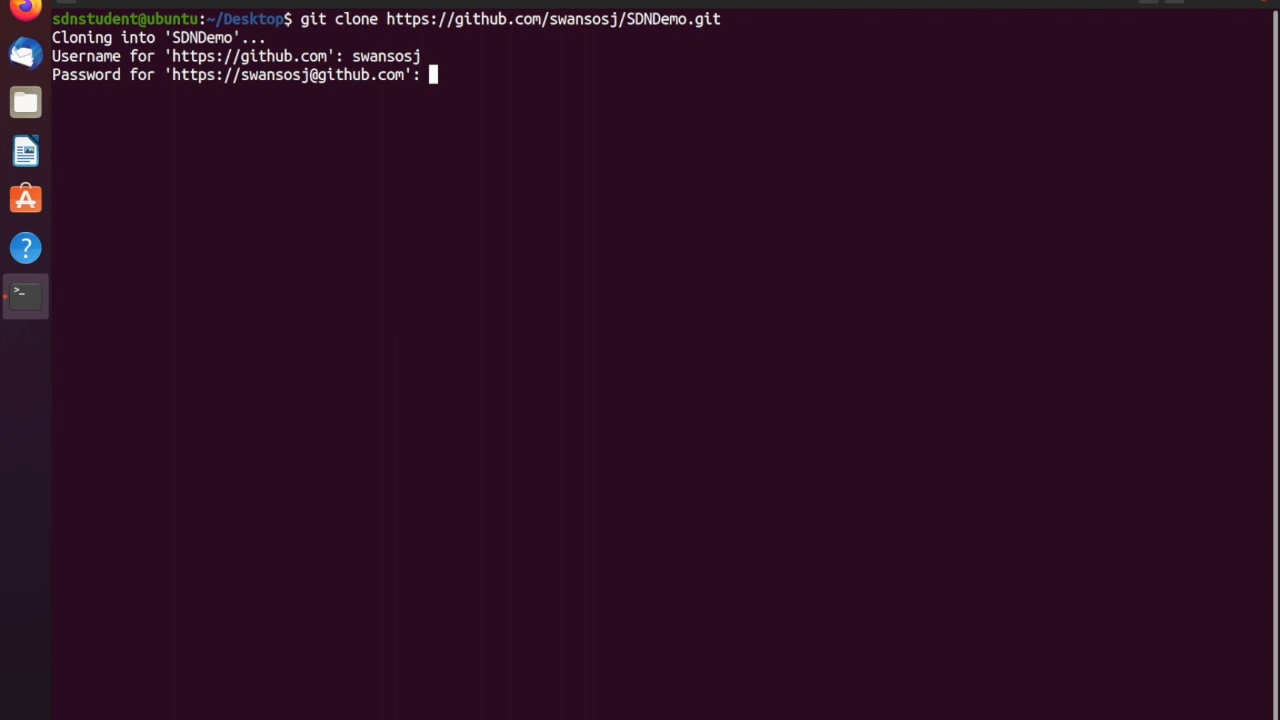 sdnstudent@ubuntu:~/Desktop$ git clone https://github.com/swansosj/SDNDemo.git
Cloning into 'SDNDemo'...
Username for 'https://github.com': swansosj
Password for 'https://swansosj@github.com':